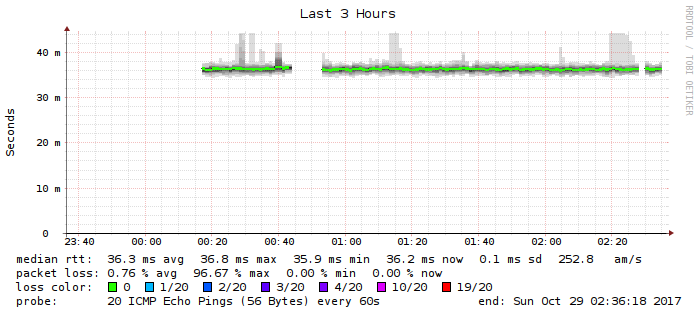 Last 3 Hours
RRDTOOL / TOBI OETIKER
Seconds
40 m
30 m
20 m
10 m
0
23:40 00:00 00:20 00:40 01:00 01:20 01:40 02:00 02:20
median rtt: 36.3 ms avg 36.8 ms max 35.9 ms min 36.2 ms now 0.1 ms sd 252.8 am/s
packet loss: 0.76 % avg 96.67 % max 0.00 % min 0.00 % now
loss color: 0 1/20 2/20 3/20 4/20 10/20 19/20
probe: 20 ICMP Echo Pings (56 Bytes) every 60s end: Sun Oct 29 02:36:18 2017